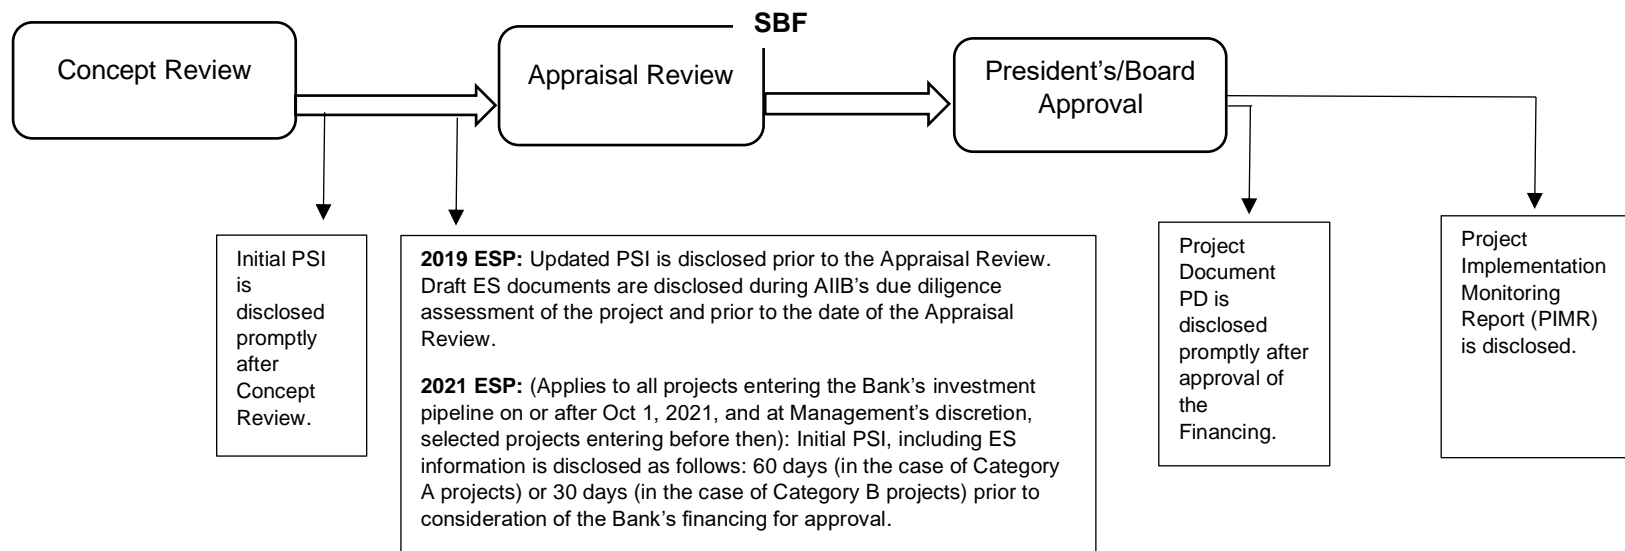 SBF
Concept Review
Appraisal Review
President’s/Board
Approval
Initial PSI
is
disclosed
promptly
after
Concept
Review.
2019 ESP: Updated PSI is disclosed prior to the Appraisal Review.
Draft ES documents are disclosed during AIIB’s due diligence
assessment of the project and prior to the date of the Appraisal
Review.
2021 ESP: (Applies to all projects entering the Bank’s investment
pipeline on or after Oct 1, 2021, and at Management’s discretion,
selected projects entering before then): Initial PSI, including ES
information is disclosed as follows: 60 days (in the case of Category
A projects) or 30 days (in the case of Category B projects) prior to
consideration of the Bank’s financing for approval.
Project
Document
PD is
disclosed
promptly after
approval of
the
Financing.
Project
Implementation
Monitoring
Report (PIMR)
is disclosed.